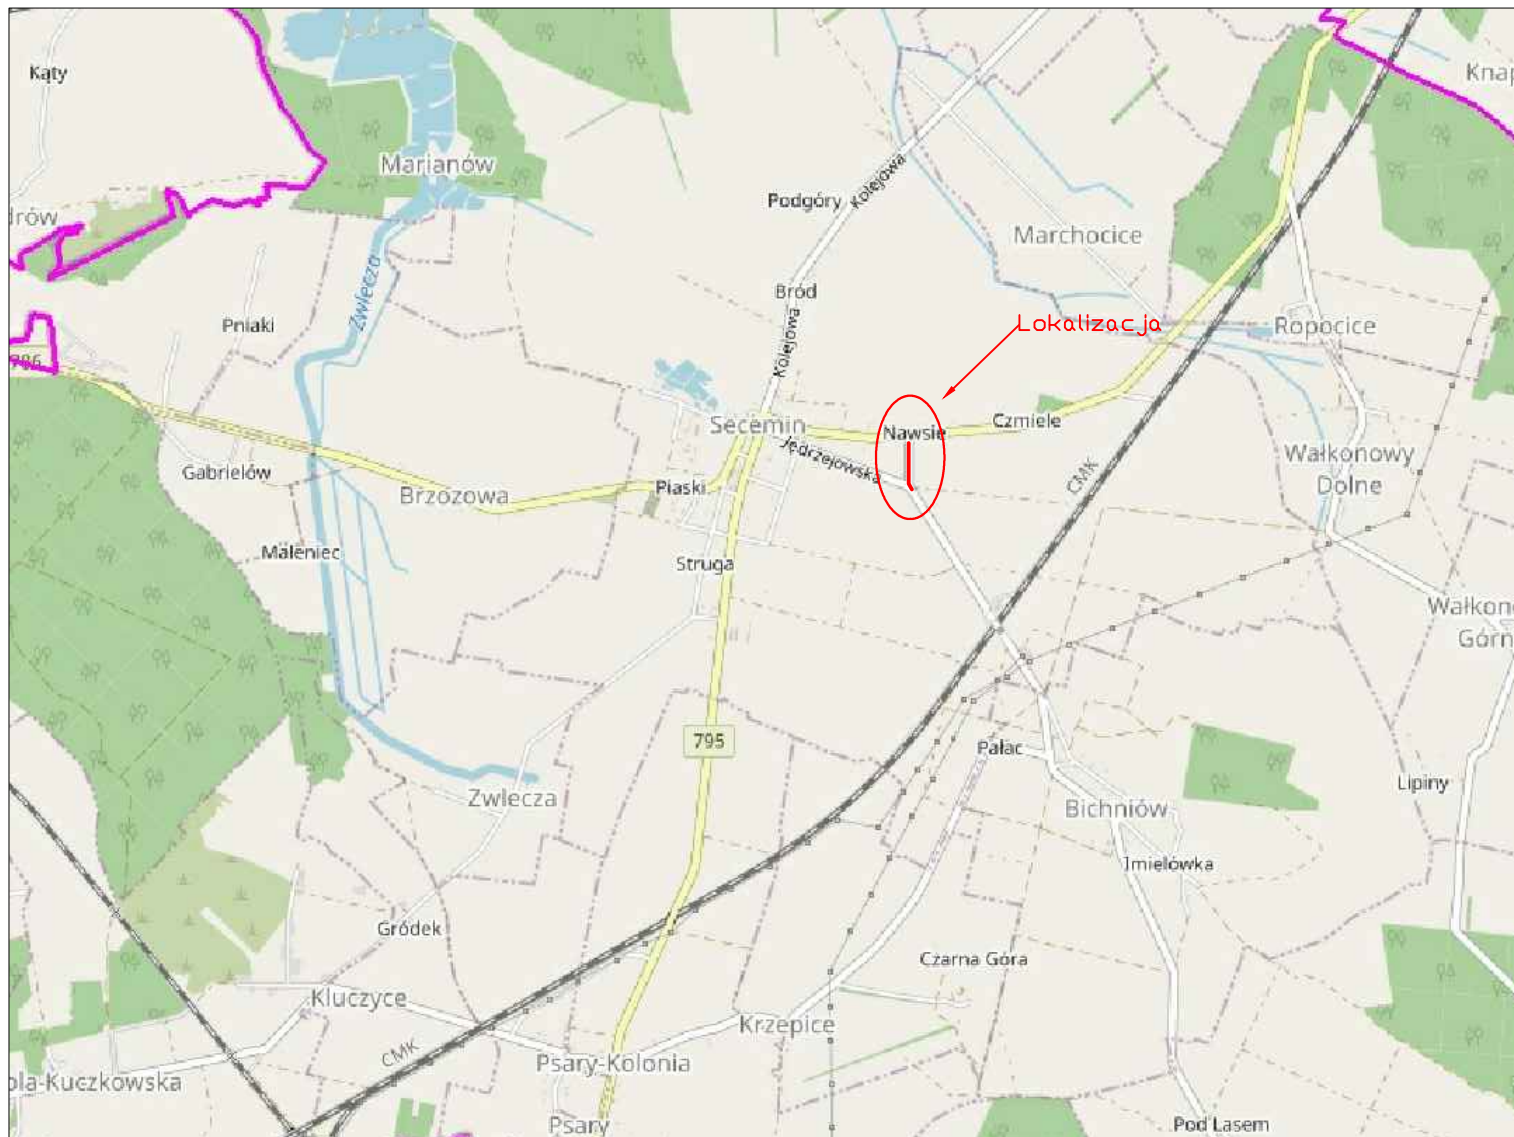 Kąty
Knap
Marianów
Podgóry
Kolejowa
drów
Marchocice
Zwlecza
Bród
Pniaki
Lokalizacja
Ropocice
786
Kolejowa
Secemin
Nawsie
Czmiele
Jędrzejowska
Wałkonowy
Dolne
Gabrielów
Brzozowa
Piaski
CMK
Maleniec
Struga
Wałkono
Górn
795
Pałac
Zwlecza
Bichniów
Lipiny
Imielówka
Gródek
Czarna Góra
Kluczyce
Krzepice
CMK
Psary-Kolonia
ola-Kuczkowska
Psary
Pod Lasem